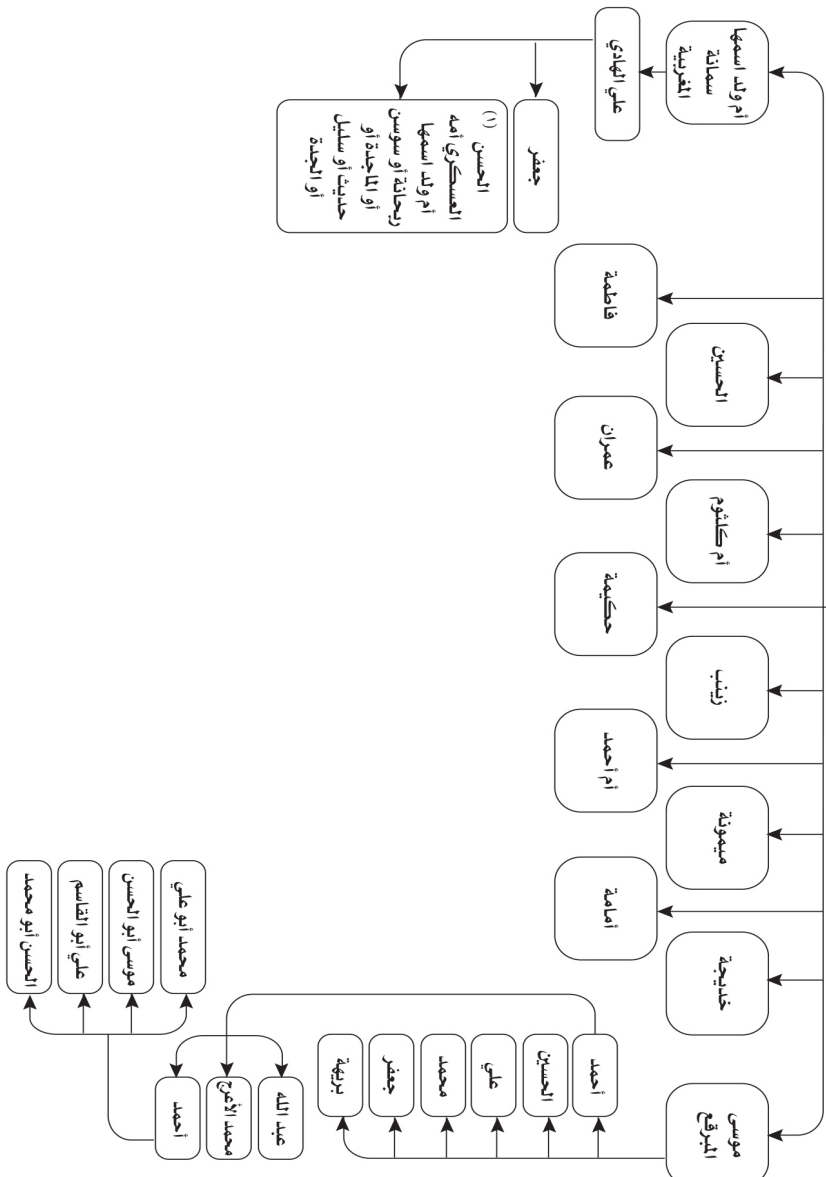 موسى
المبرقع
خديجة
ميمونة
زينب
أم كلثوم
الحسين
أم ولد اسمها
سمانة
المغربية
أمامة
أم أحمد
حكيمة
عمران
فاطمة
علي الهادي
أحمد
الحسين
علي
محمد
جعفر
بريهة
جعفر
الحسن (١)
العسكري أمه
أم ولد اسمها
ريحانة أو سوسن
أو الماجدة أو
حديث أو سليل
أو الجدة
عبد الله
محمد الأعرج
أحمد
محمد أبو علي
موسى أبو الحسن
علي أبو القاسم
الحسن أبو محمد